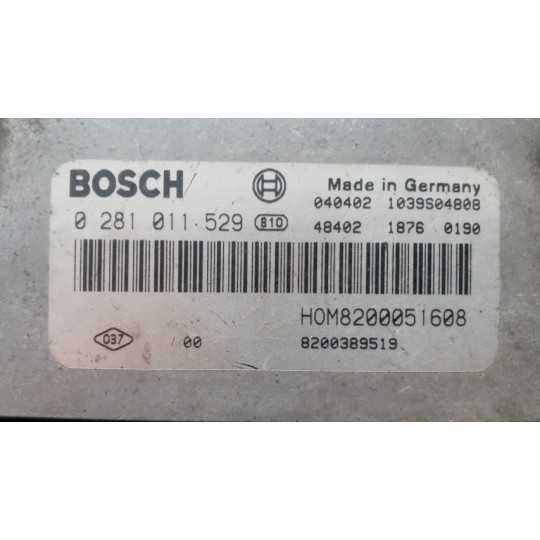 BOSCH
Made in Germany
040402 1039S04808
0 281 011 529 810
48402 1876 0190
HOM8200051608
037 /00
8200389519